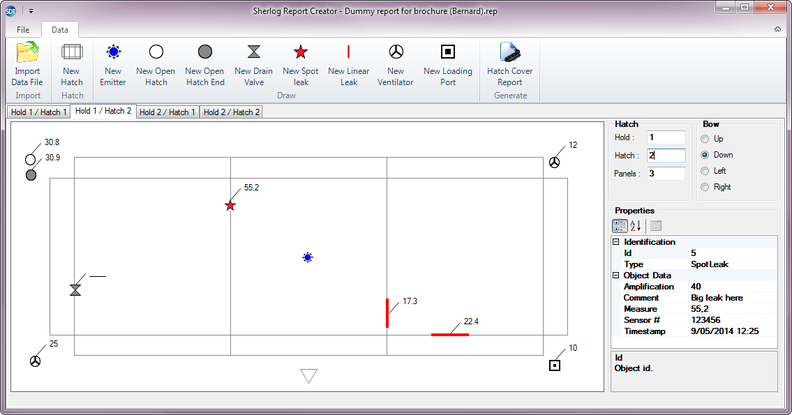 SDT
Sherlog Report Creator - Dummy report for brochure (Bernard).rep
File Data
Import Data File
New Hatch
New Emitter
New Open Hatch
New Open Hatch End
New Drain Valve
New Spot leak
New Linear Leak
New Ventilator
New Loading Port
Hatch Cover Report
Import Hatch Draw Generate
Hold 1 / Hatch 1 Hold 1 / Hatch 2 Hold 2 / Hatch 1 Hold 2 / Hatch 2
30.8
30.9
12
55,2
17.3
22.4
25
10
Hatch
Hold : 1
Hatch : 2
Panels : 3
Bow
Up
Down
Left
Right
Properties
Identification
Id 5
Type SpotLeak
Object Data
Amplification 40
Comment Big leak here
Measure 55,2
Sensor # 123456
Timestamp 9/05/2014 12:25
Id
Object id.